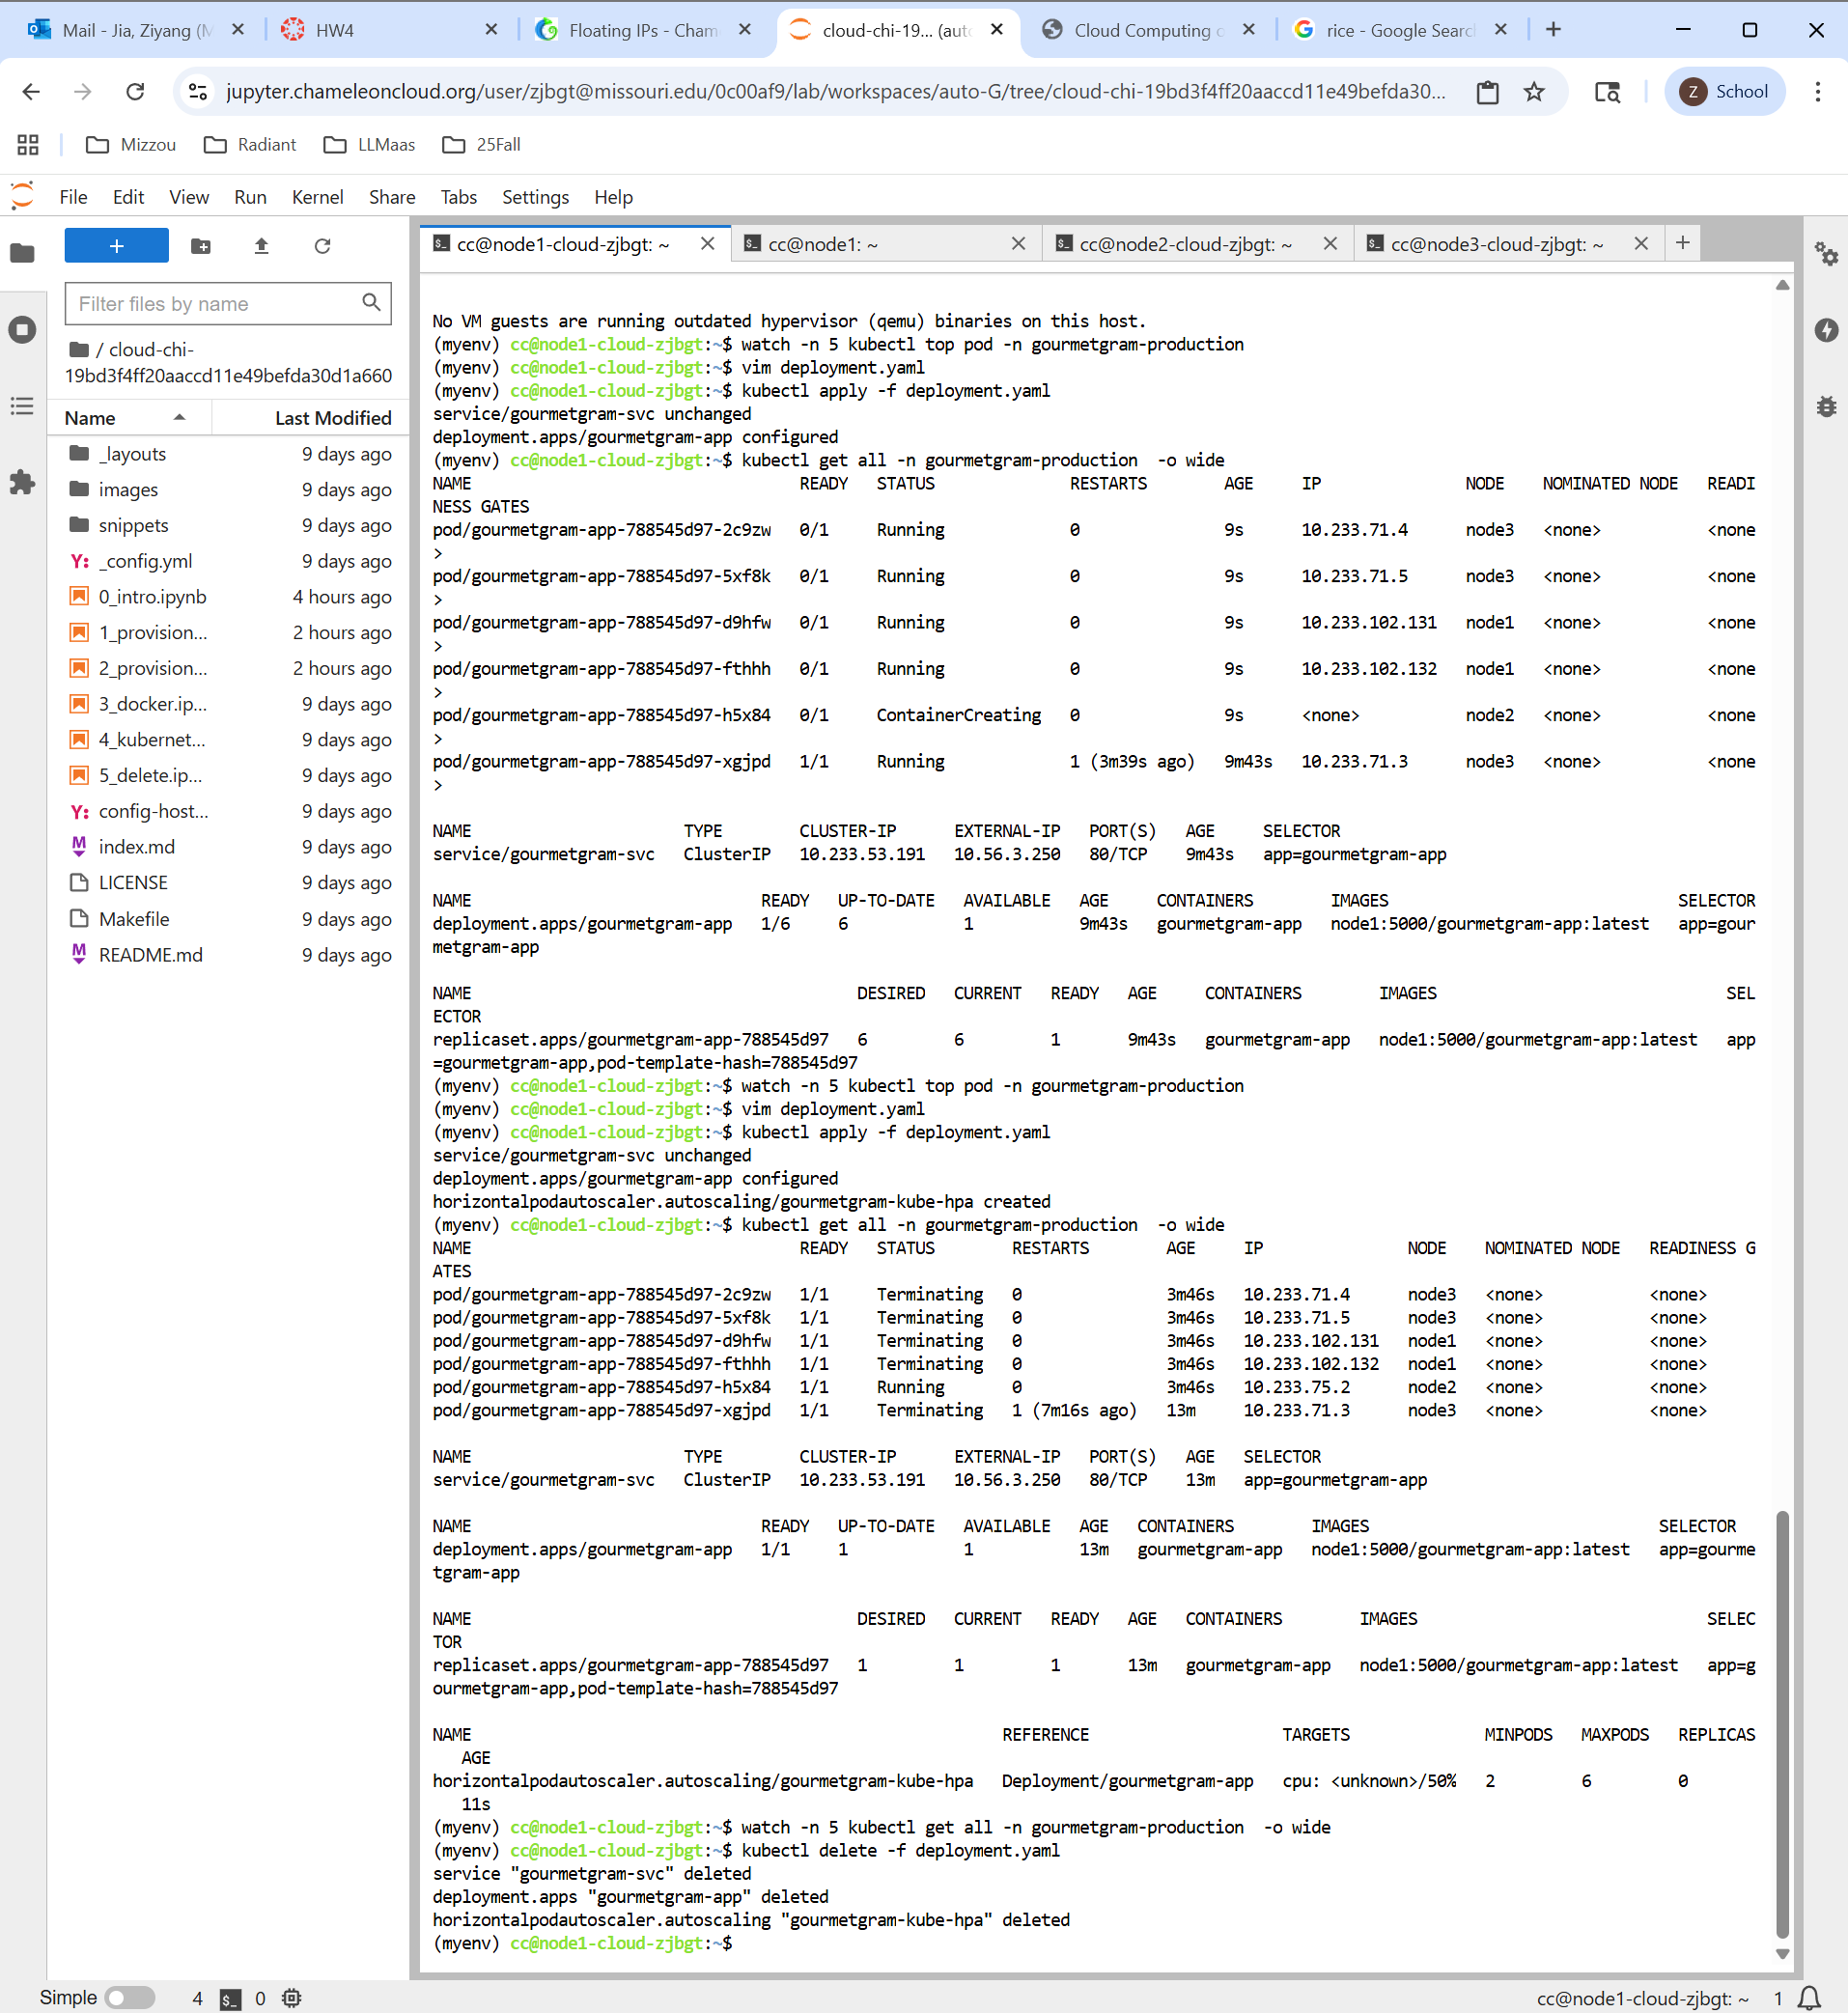 Mail - Jia, Ziyang (M
HW4
Floating IPs - Cham
cloud-chi-19... (auto
Cloud Computing o
rice - Google Searc
jupyter.chameleoncloud.org/user/zjbgt@missouri.edu/0c00af9/lab/workspaces/auto-G/tree/cloud-chi-19bd3f4ff20aaccd11e49befda30...
Z School
Mizzou Radiant LLMaas 25Fall
File Edit View Run Kernel Share Tabs Settings Help
cc@node1-cloud-zjbgt: ~ cc@node1: ~ cc@node2-cloud-zjbgt: ~ cc@node3-cloud-zjbgt: ~
Filter files by name
/ cloud-chi-
19bd3f4ff20aaccd11e49befda30d1a660
Name Last Modified
_layouts 9 days ago
images 9 days ago
snippets 9 days ago
Y: _config.yml 9 days ago
0_intro.ipynb 4 hours ago
1_provision... 2 hours ago
2_provision... 2 hours ago
3_docker.ip... 9 days ago
4_kubernet... 9 days ago
5_delete.ip... 9 days ago
Y: config-host... 9 days ago
M index.md 9 days ago
LICENSE 9 days ago
Makefile 9 days ago
M README.md 9 days ago
No VM guests are running outdated hypervisor (qemu) binaries on this host.
(myenv) cc@node1-cloud-zjbgt:~$ watch -n 5 kubectl top pod -n gourmetgram-production
(myenv) cc@node1-cloud-zjbgt:~$ vim deployment.yaml
(myenv) cc@node1-cloud-zjbgt:~$ kubectl apply -f deployment.yaml
service/gourmetgram-svc unchanged
deployment.apps/gourmetgram-app configured
(myenv) cc@node1-cloud-zjbgt:~$ kubectl get all -n gourmetgram-production  -o wide
NAME READY STATUS RESTARTS AGE IP NODE NOMINATED NODE READI
NESS GATES
pod/gourmetgram-app-788545d97-2c9zw 0/1 Running 0 9s 10.233.71.4 node3 <none> <none
>
pod/gourmetgram-app-788545d97-5xf8k 0/1 Running 0 9s 10.233.71.5 node3 <none> <none
>
pod/gourmetgram-app-788545d97-d9hfw 0/1 Running 0 9s 10.233.102.131 node1 <none> <none
>
pod/gourmetgram-app-788545d97-fthhh 0/1 Running 0 9s 10.233.102.132 node1 <none> <none
>
pod/gourmetgram-app-788545d97-h5x84 0/1 ContainerCreating 0 9s <none> node2 <none> <none
>
pod/gourmetgram-app-788545d97-xgjpd 1/1 Running 1 (3m39s ago) 9m43s 10.233.71.3 node3 <none> <none
>
NAME TYPE CLUSTER-IP EXTERNAL-IP PORT(S) AGE SELECTOR
service/gourmetgram-svc ClusterIP 10.233.53.191 10.56.3.250 80/TCP 9m43s app=gourmetgram-app
NAME READY UP-TO-DATE AVAILABLE AGE CONTAINERS IMAGES SELECTOR
deployment.apps/gourmetgram-app 1/6 6 1 9m43s gourmetgram-app node1:5000/gourmetgram-app:latest app=gour
metgram-app
NAME DESIRED CURRENT READY AGE CONTAINERS IMAGES SEL
ECTOR
replicaset.apps/gourmetgram-app-788545d97 6 6 1 9m43s gourmetgram-app node1:5000/gourmetgram-app:latest app
=gourmetgram-app,pod-template-hash=788545d97
(myenv) cc@node1-cloud-zjbgt:~$ watch -n 5 kubectl top pod -n gourmetgram-production
(myenv) cc@node1-cloud-zjbgt:~$ vim deployment.yaml
(myenv) cc@node1-cloud-zjbgt:~$ kubectl apply -f deployment.yaml
service/gourmetgram-svc unchanged
deployment.apps/gourmetgram-app configured
horizontalpodautoscaler.autoscaling/gourmetgram-kube-hpa created
(myenv) cc@node1-cloud-zjbgt:~$ kubectl get all -n gourmetgram-production  -o wide
NAME READY STATUS RESTARTS AGE IP NODE NOMINATED NODE READINESS G
ATES
pod/gourmetgram-app-788545d97-2c9zw 1/1 Terminating 0 3m46s 10.233.71.4 node3 <none> <none>
pod/gourmetgram-app-788545d97-5xf8k 1/1 Terminating 0 3m46s 10.233.71.5 node3 <none> <none>
pod/gourmetgram-app-788545d97-d9hfw 1/1 Terminating 0 3m46s 10.233.102.131 node1 <none> <none>
pod/gourmetgram-app-788545d97-fthhh 1/1 Terminating 0 3m46s 10.233.102.132 node1 <none> <none>
pod/gourmetgram-app-788545d97-h5x84 1/1 Running 0 3m46s 10.233.75.2 node2 <none> <none>
pod/gourmetgram-app-788545d97-xgjpd 1/1 Terminating 1 (7m16s ago) 13m 10.233.71.3 node3 <none> <none>
NAME TYPE CLUSTER-IP EXTERNAL-IP PORT(S) AGE SELECTOR
service/gourmetgram-svc ClusterIP 10.233.53.191 10.56.3.250 80/TCP 13m app=gourmetgram-app
NAME READY UP-TO-DATE AVAILABLE AGE CONTAINERS IMAGES SELECTOR
deployment.apps/gourmetgram-app 1/1 1 1 13m gourmetgram-app node1:5000/gourmetgram-app:latest app=gourme
tgram-app
NAME DESIRED CURRENT READY AGE CONTAINERS IMAGES SELEC
TOR
replicaset.apps/gourmetgram-app-788545d97 1 1 1 13m gourmetgram-app node1:5000/gourmetgram-app:latest app=g
ourmetgram-app,pod-template-hash=788545d97
NAME REFERENCE TARGETS MINPODS MAXPODS REPLICAS
AGE
horizontalpodautoscaler.autoscaling/gourmetgram-kube-hpa Deployment/gourmetgram-app cpu: <unknown>/50% 2 6 0
11s
(myenv) cc@node1-cloud-zjbgt:~$ watch -n 5 kubectl get all -n gourmetgram-production  -o wide
(myenv) cc@node1-cloud-zjbgt:~$ kubectl delete -f deployment.yaml
service "gourmetgram-svc" deleted
deployment.apps "gourmetgram-app" deleted
horizontalpodautoscaler.autoscaling "gourmetgram-kube-hpa" deleted
(myenv) cc@node1-cloud-zjbgt:~$
Simple 4 0 cc@node1-cloud-zjbgt: ~ 1